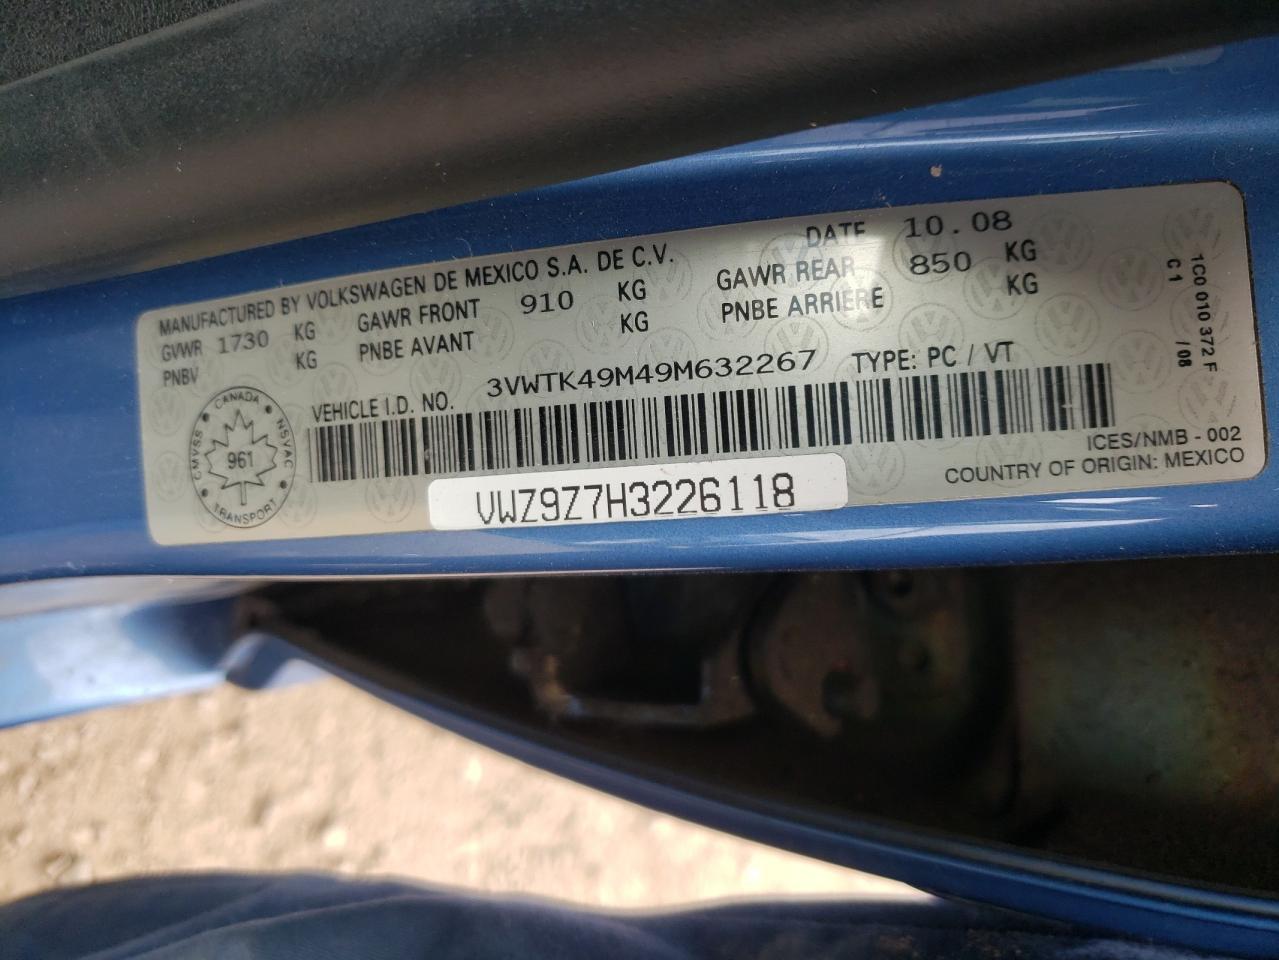 MANUFACTURED BY VOLKSWAGEN DE MEXICO S.A. DE C.V. DATE 10.08
GVWR 1730 KG GAWR FRONT 910 KG GAWR REAR 850 KG
PNBV KG PNBE AVANT KG PNBE ARRIÈRE KG
VEHICLE I.D. NO. 3VWTK49M49M632267 TYPE: PC / VT
CANADA NSVAC TRANSPORT CMVSS
961
ICES/NMB - 002
COUNTRY OF ORIGIN: MEXICO
VWZ9Z7H3226118
1C0 010 372 F
C 1 /08